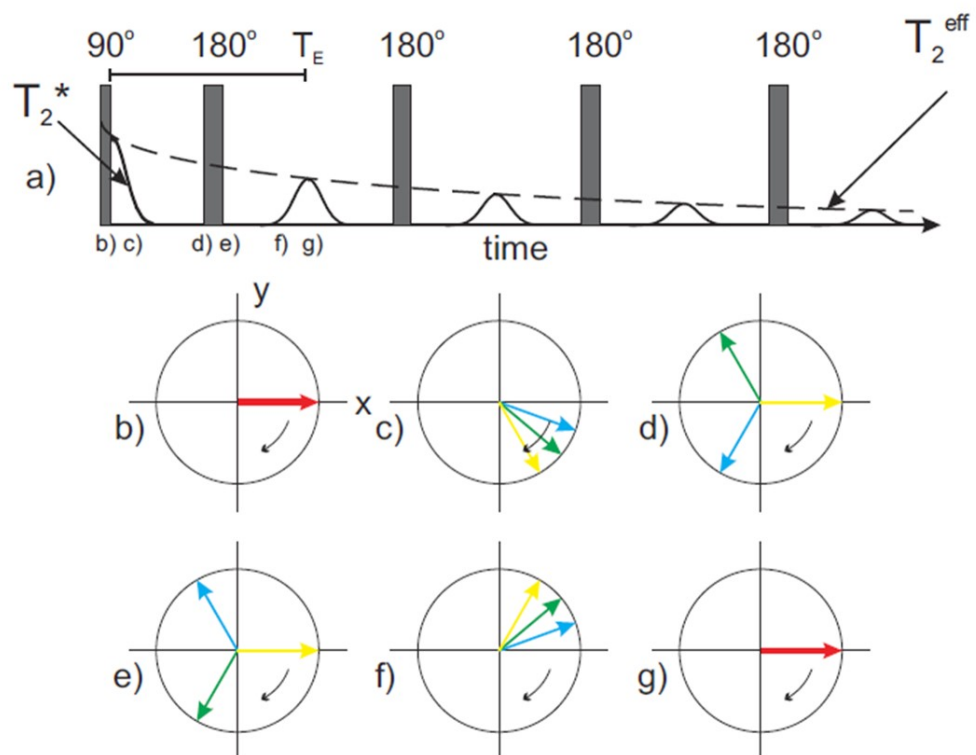 90° 180° T_E 180° 180° 180° T_2^eff
T_2*
a)
b) c) d) e) f) g) time
y
b) x c) d)
e) f) g)